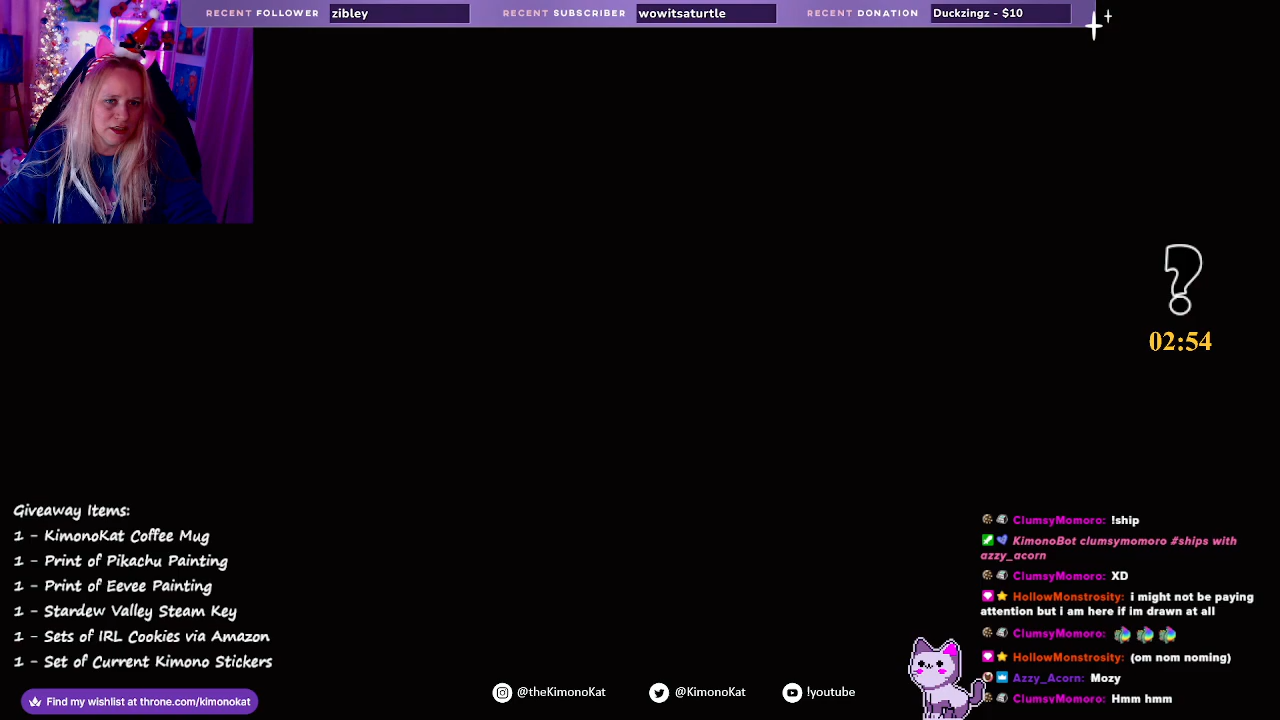 RECENT FOLLOWER zibley RECENT SUBSCRIBER wowitsaturtle RECENT DONATION Duckzingz - $10
?
02:54
Giveaway Items:
1 - KimonoKat Coffee Mug
1 - Print of Pikachu Painting
1 - Print of Eevee Painting
1 - Stardew Valley Steam Key
1 - Sets of IRL Cookies via Amazon
1 - Set of Current Kimono Stickers
Find my wishlist at throne.com/kimonokat
@theKimonoKat @KimonoKat !youtube
ClumsyMomoro: !ship
KimonoBot clumsymomoro #ships with
azzy_acorn
ClumsyMomoro: XD
HollowMonstrosity: i might not be paying
attention but i am here if im drawn at all
ClumsyMomoro:
HollowMonstrosity: (om nom noming)
Azzy_Acorn: Mozy
ClumsyMomoro: Hmm hmm